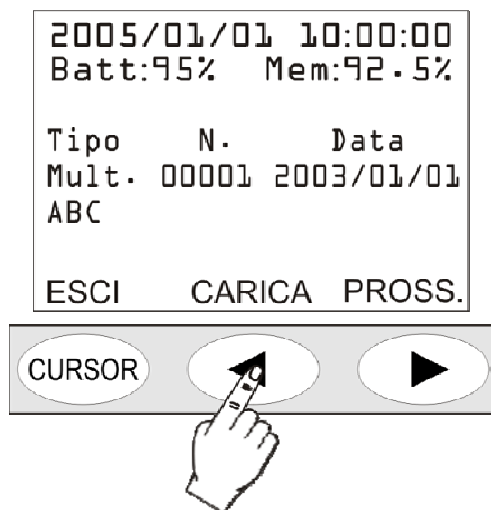 2005/01/01 10:00:00
Batt:95% Mem:92.5%
Tipo N. Data
Mult. 00001 2003/01/01
ABC
ESCI CARICA PROSS.
CURSOR